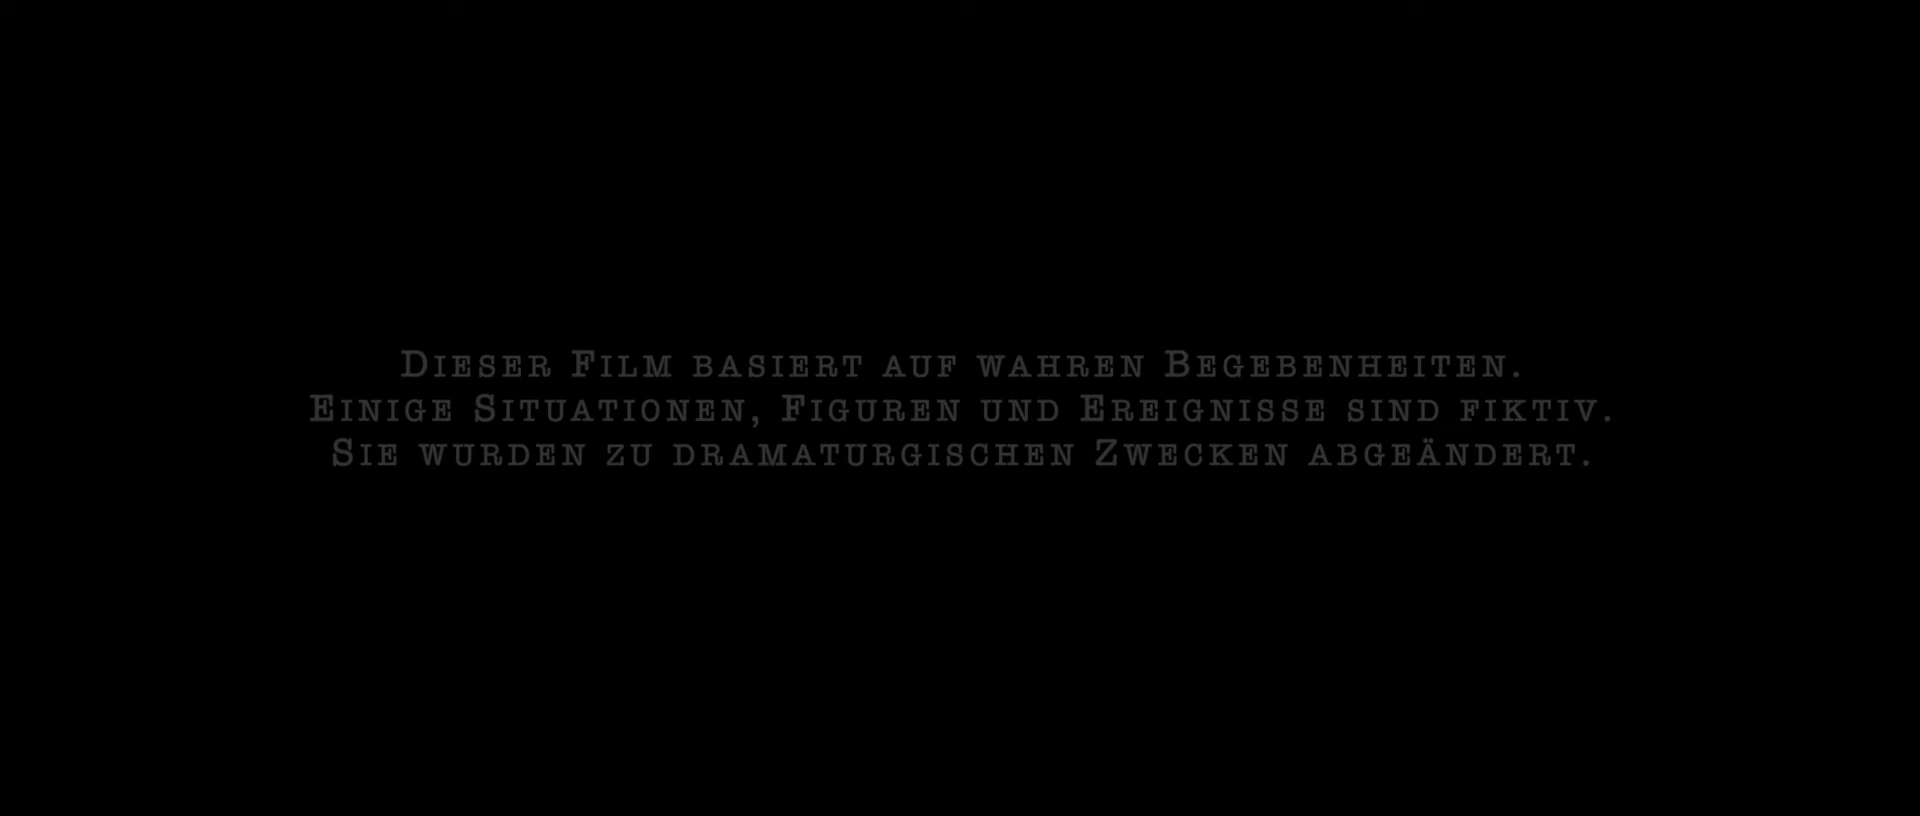 Dieser Film basiert auf wahren Begebenheiten.
Einige Situationen, Figuren und Ereignisse sind fiktiv.
Sie wurden zu dramaturgischen Zwecken abgeändert.